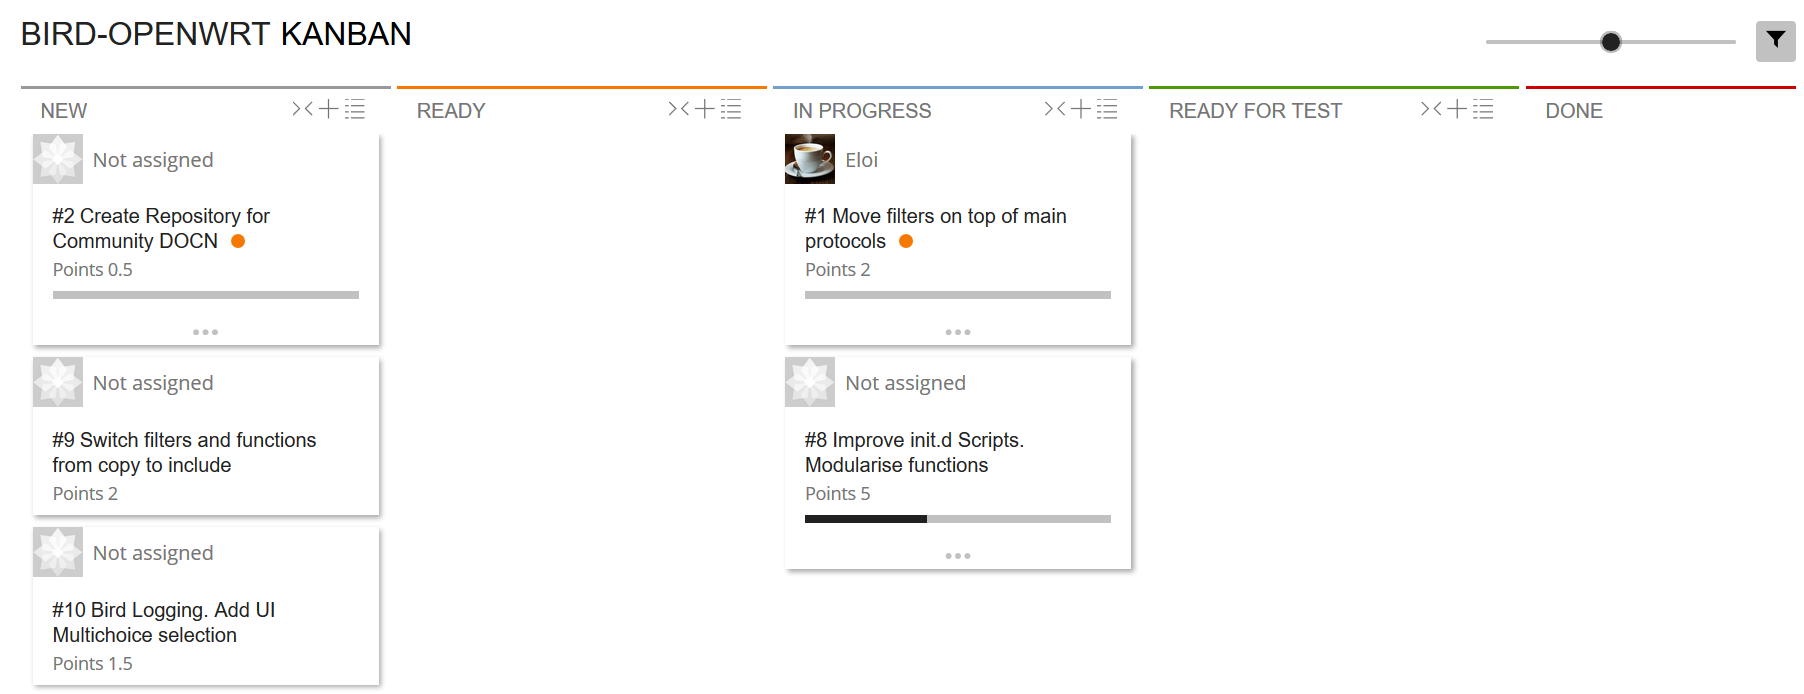 BIRD-OPENWRT KANBAN
NEW
READY
IN PROGRESS
READY FOR TEST
DONE
Not assigned
#2 Create Repository for
Community DOCN
Points 0.5
Not assigned
#9 Switch filters and functions
from copy to include
Points 2
Not assigned
#10 Bird Logging. Add UI
Multichoice selection
Points 1.5
Eloi
#1 Move filters on top of main
protocols
Points 2
Not assigned
#8 Improve init.d Scripts.
Modularise functions
Points 5